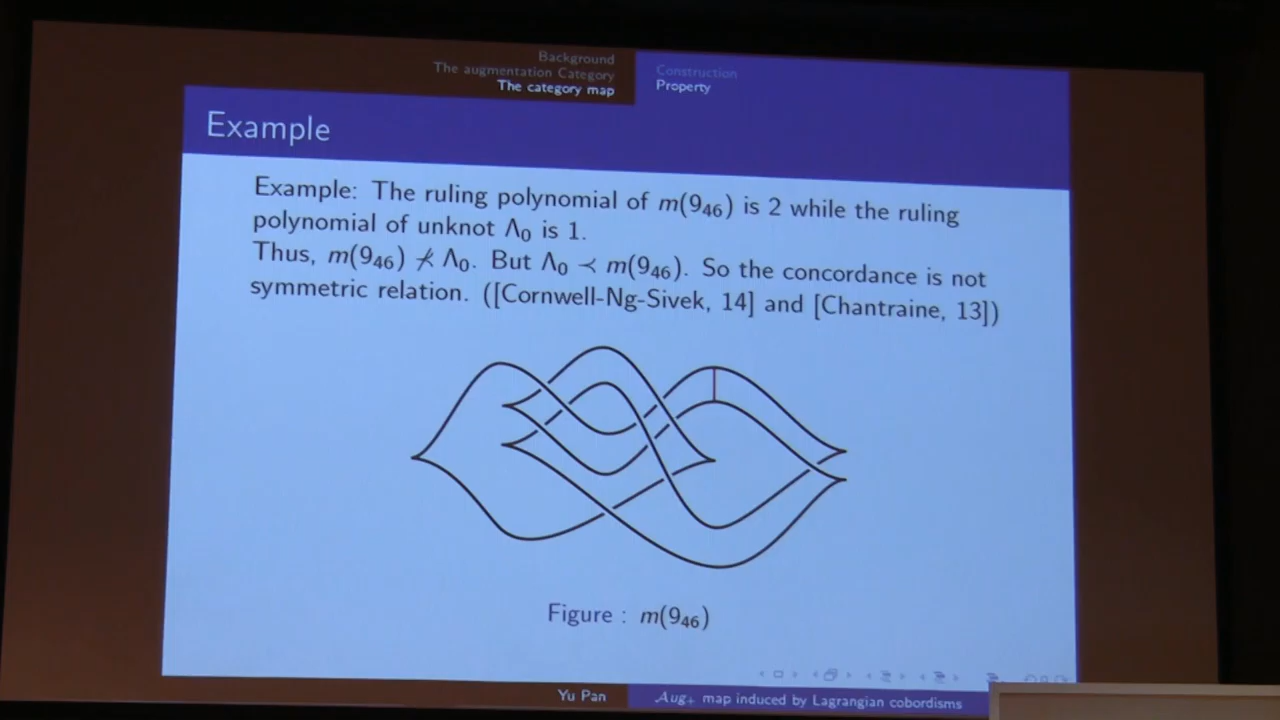 Background
The augmentation Category
The category map
Construction
Property
Example
Example: The ruling polynomial of m(9₄₆) is 2 while the ruling
polynomial of unknot Λ₀ is 1.
Thus, m(9₄₆) ⊀ Λ₀. But Λ₀ ≺ m(9₄₆). So the concordance is not
symmetric relation. ([Cornwell-Ng-Sivek, 14] and [Chantraine, 13])
Figure : m(9₄₆)
Yu Pan
Aug₊ map induced by Lagrangian cobordisms